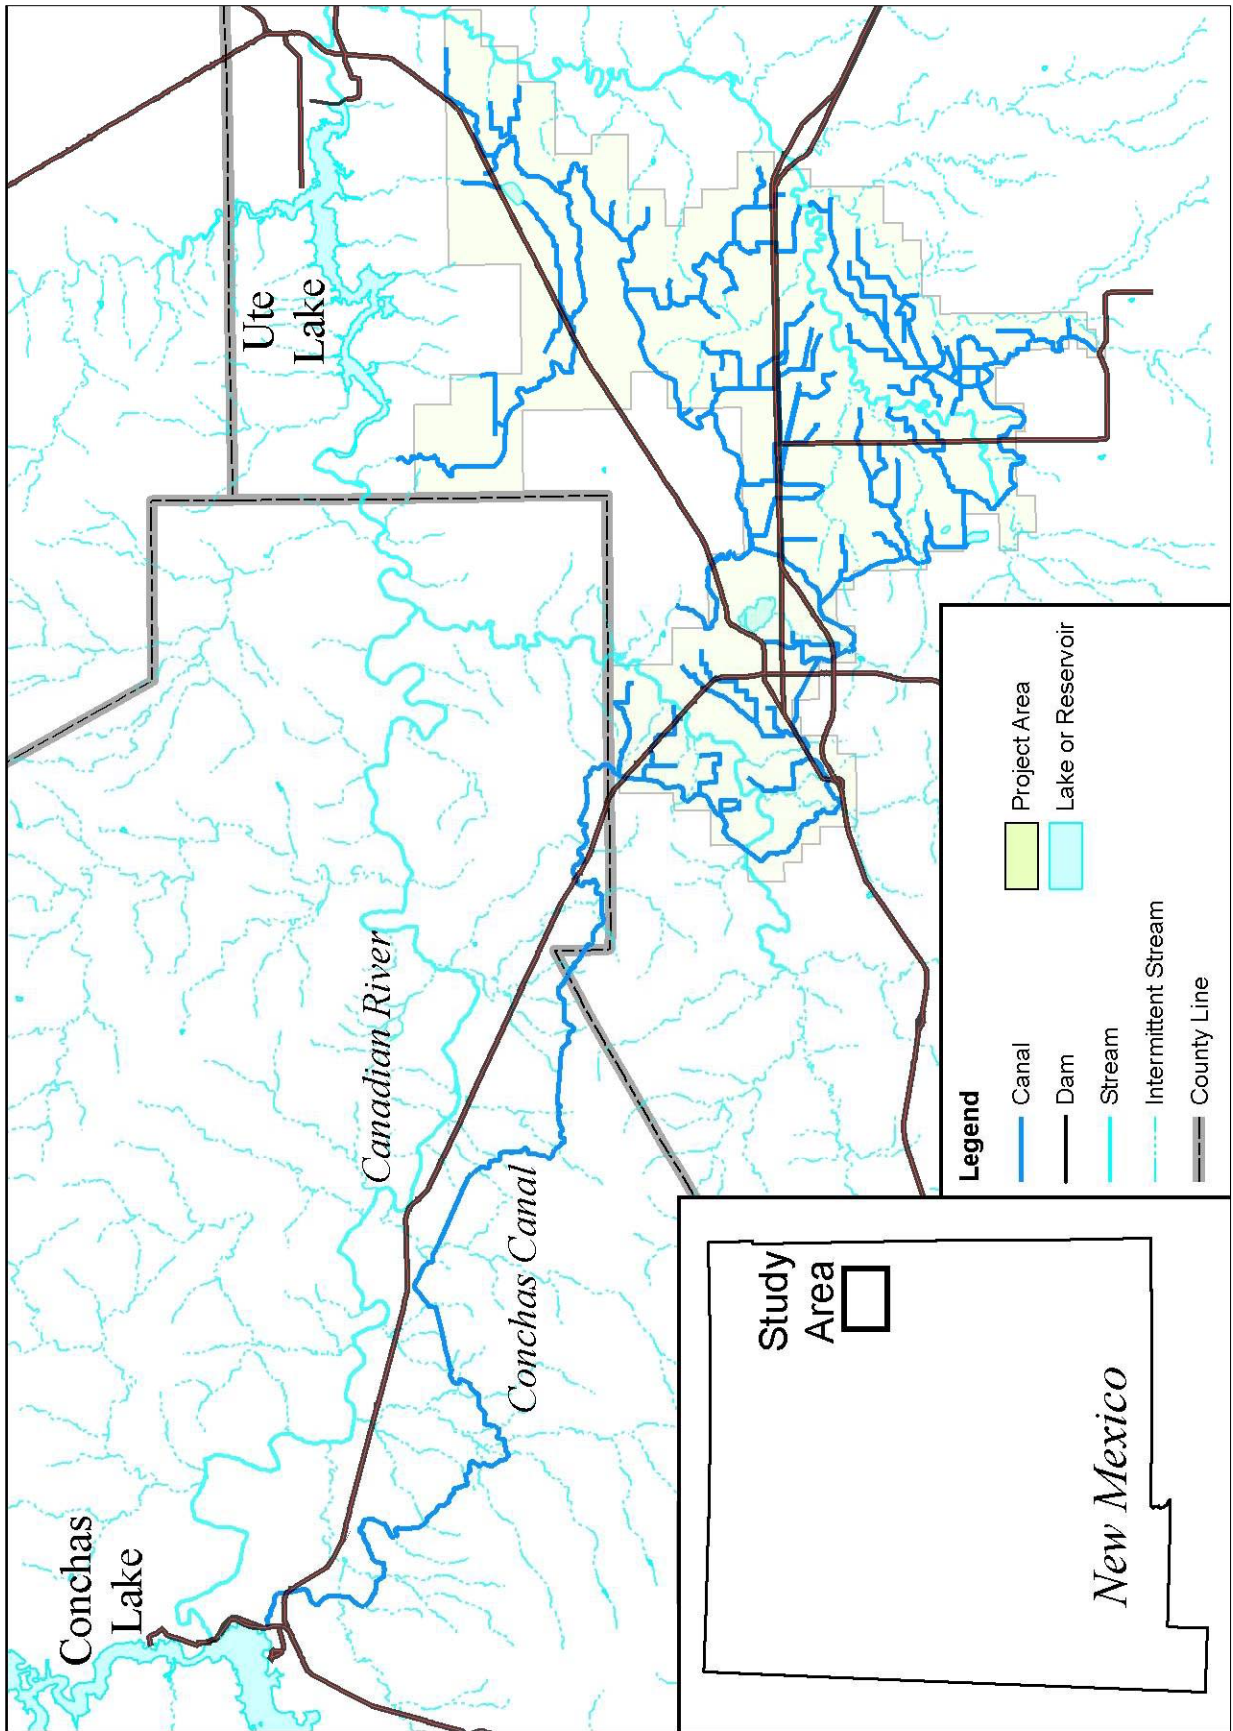 Conchas
Lake
Canadian River
Conchas Canal
Ute
Lake
Study
Area
New Mexico
Legend
Canal
Dam
Stream
Intermittent Stream
County Line
Project Area
Lake or Reservoir